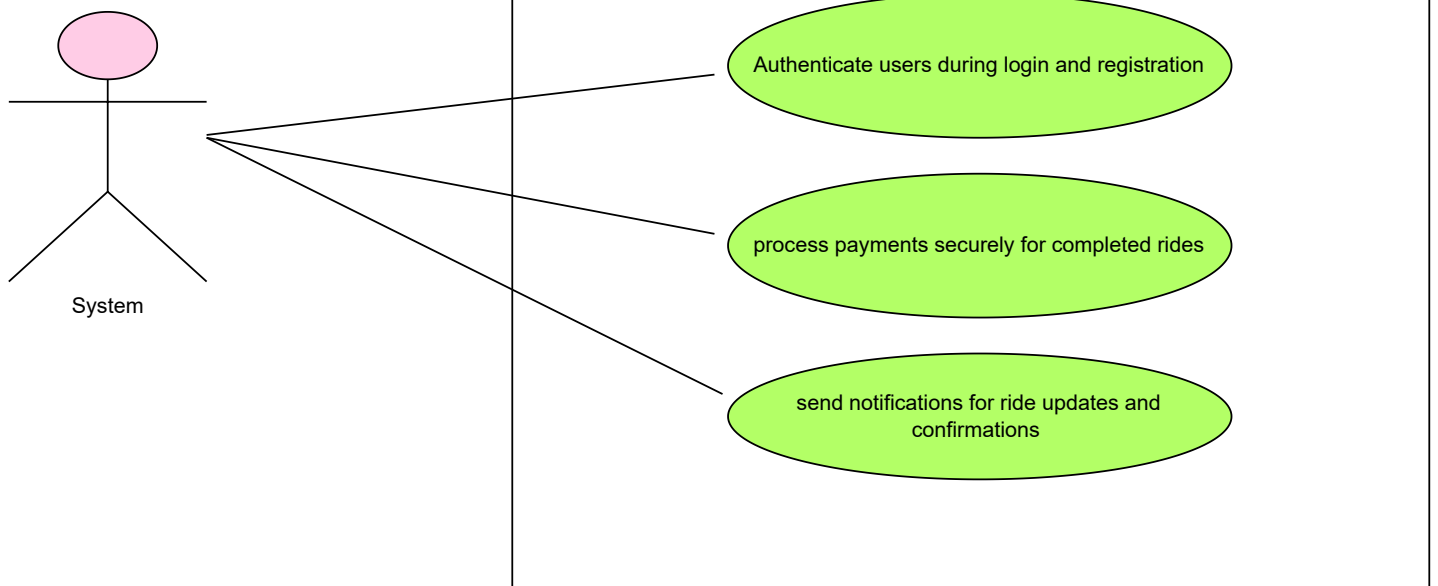 Authenticate users during login and registration
process payments securely for completed rides
System
send notifications for ride updates and
confirmations